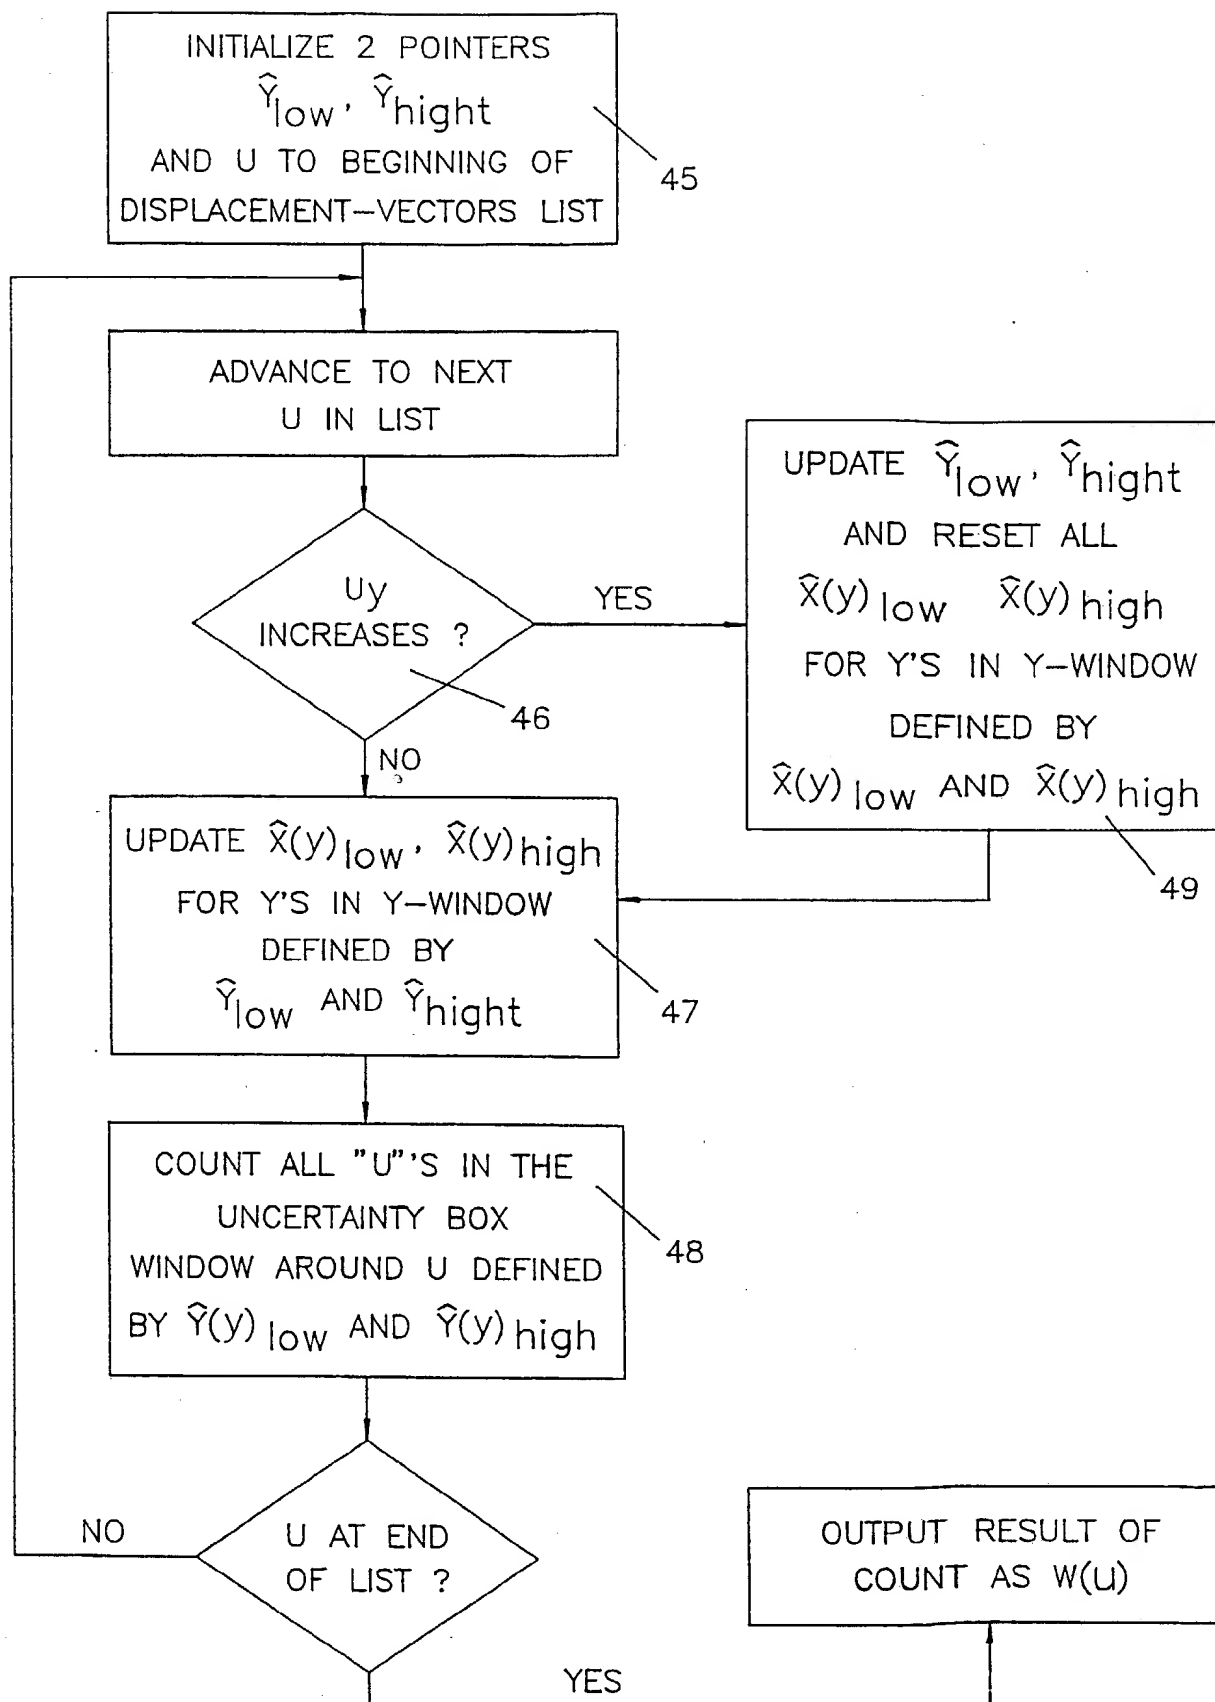 INITIALIZE 2 POINTERS
Ŷlow, Ŷhight
AND U TO BEGINNING OF
DISPLACEMENT-VECTORS LIST
45
ADVANCE TO NEXT
U IN LIST
Uy
INCREASES ?
46
YES
NO
UPDATE Ŷlow, Ŷhight
AND RESET ALL
X̂(y) low X̂(y) high
FOR Y'S IN Y-WINDOW
DEFINED BY
X̂(y) low AND X̂(y) high
49
UPDATE X̂(y) low, X̂(y) high
FOR Y'S IN Y-WINDOW
DEFINED BY
Ŷlow AND Ŷhight
47
COUNT ALL "U"'S IN THE
UNCERTAINTY BOX
WINDOW AROUND U DEFINED
BY Ŷ(y) low AND Ŷ(y) high
48
U AT END
OF LIST ?
NO
YES
OUTPUT RESULT OF
COUNT AS W(u)